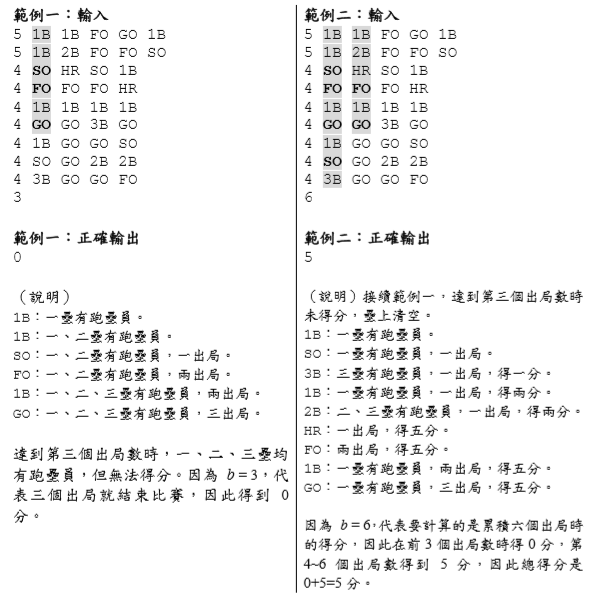 範例一：輸入
5 1B 1B FO GO 1B
5 1B 2B FO FO SO
4 SO HR SO 1B
4 FO FO FO HR
4 1B 1B 1B 1B
4 GO GO 3B GO
4 1B GO GO SO
4 SO GO 2B 2B
4 3B GO GO FO
3
範例一：正確輸出
0
（說明）
1B：一壘有跑壘員。
1B：一、二壘有跑壘員。
SO：一、二壘有跑壘員，一出局。
FO：一、二壘有跑壘員，兩出局。
1B：一、二、三壘有跑壘員，兩出局。
GO：一、二、三壘有跑壘員，三出局。
達到第三個出局數時，一、二、三壘均
有跑壘員，但無法得分。因為 b=3，代
表三個出局就結束比賽，因此得到 0
分。
範例二：輸入
5 1B 1B FO GO 1B
5 1B 2B FO FO SO
4 SO HR SO 1B
4 FO FO FO HR
4 1B 1B 1B 1B
4 GO GO 3B GO
4 1B GO GO SO
4 SO GO 2B 2B
4 3B GO GO FO
6
範例二：正確輸出
5
（說明）接續範例一，達到第三個出局數時
未得分，壘上清空。
1B：一壘有跑壘員。
SO：一壘有跑壘員，一出局。
3B：三壘有跑壘員，一出局，得一分。
1B：一壘有跑壘員，一出局，得兩分。
2B：二、三壘有跑壘員，一出局，得兩分。
HR：一出局，得五分。
FO：兩出局，得五分。
1B：一壘有跑壘員，兩出局，得五分。
GO：一壘有跑壘員，三出局，得五分。
因為 b=6，代表要計算的是累積六個出局時
的得分，因此在前 3 個出局數時得 0 分，第
4~6 個出局數得到 5 分，因此總得分是
0+5=5 分。